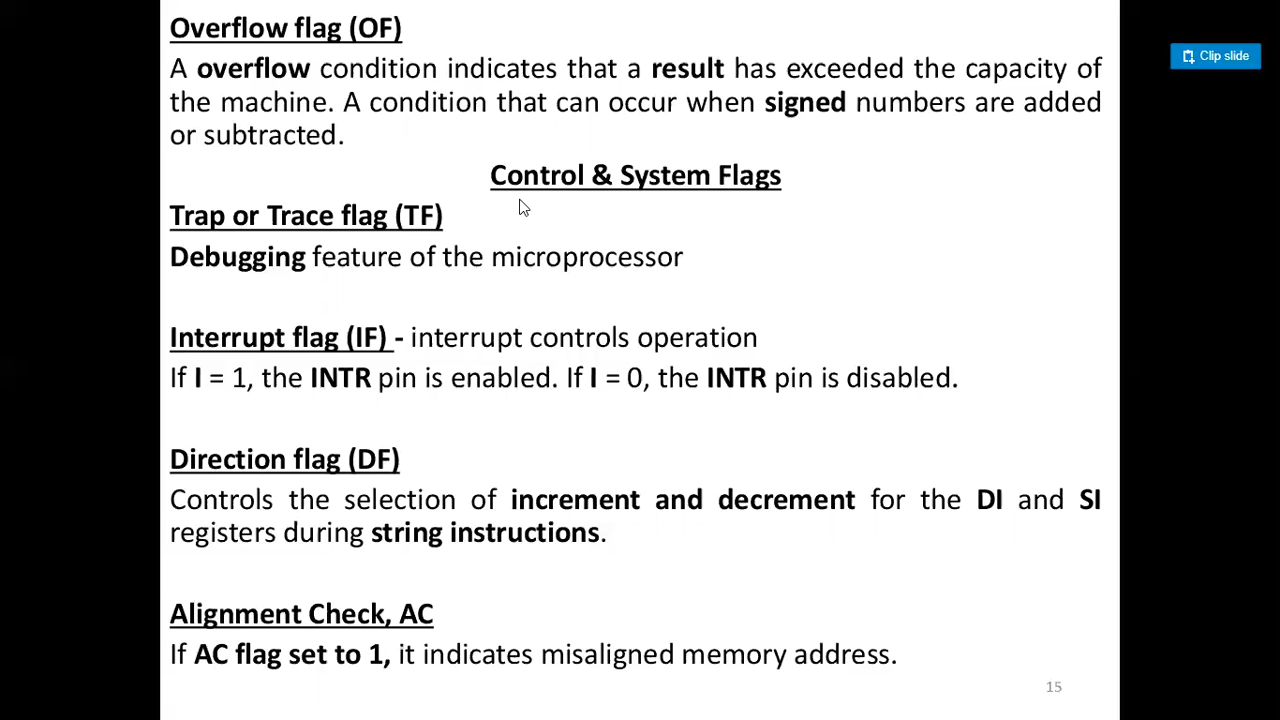 Overflow flag (OF)
A overflow condition indicates that a result has exceeded the capacity of
the machine. A condition that can occur when signed numbers are added
or subtracted.
Control & System Flags
Trap or Trace flag (TF)
Debugging feature of the microprocessor
Interrupt flag (IF) - interrupt controls operation
If I = 1, the INTR pin is enabled. If I = 0, the INTR pin is disabled.
Direction flag (DF)
Controls the selection of increment and decrement for the DI and SI
registers during string instructions.
Alignment Check, AC
If AC flag set to 1, it indicates misaligned memory address.
15
Clip slide